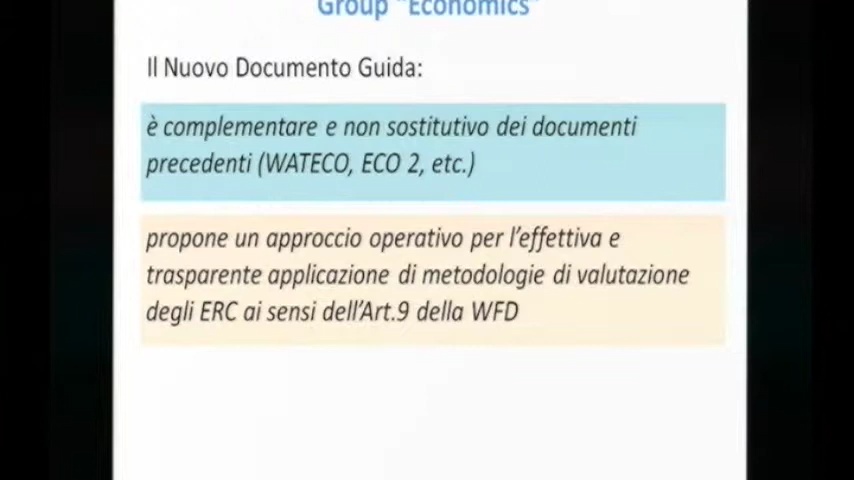 Group "Economics"
Il Nuovo Documento Guida:
è complementare e non sostitutivo dei documenti
precedenti (WATECO, ECO 2, etc.)
propone un approccio operativo per l'effettiva e
trasparente applicazione di metodologie di valutazione
degli ERC ai sensi dell'Art.9 della WFD